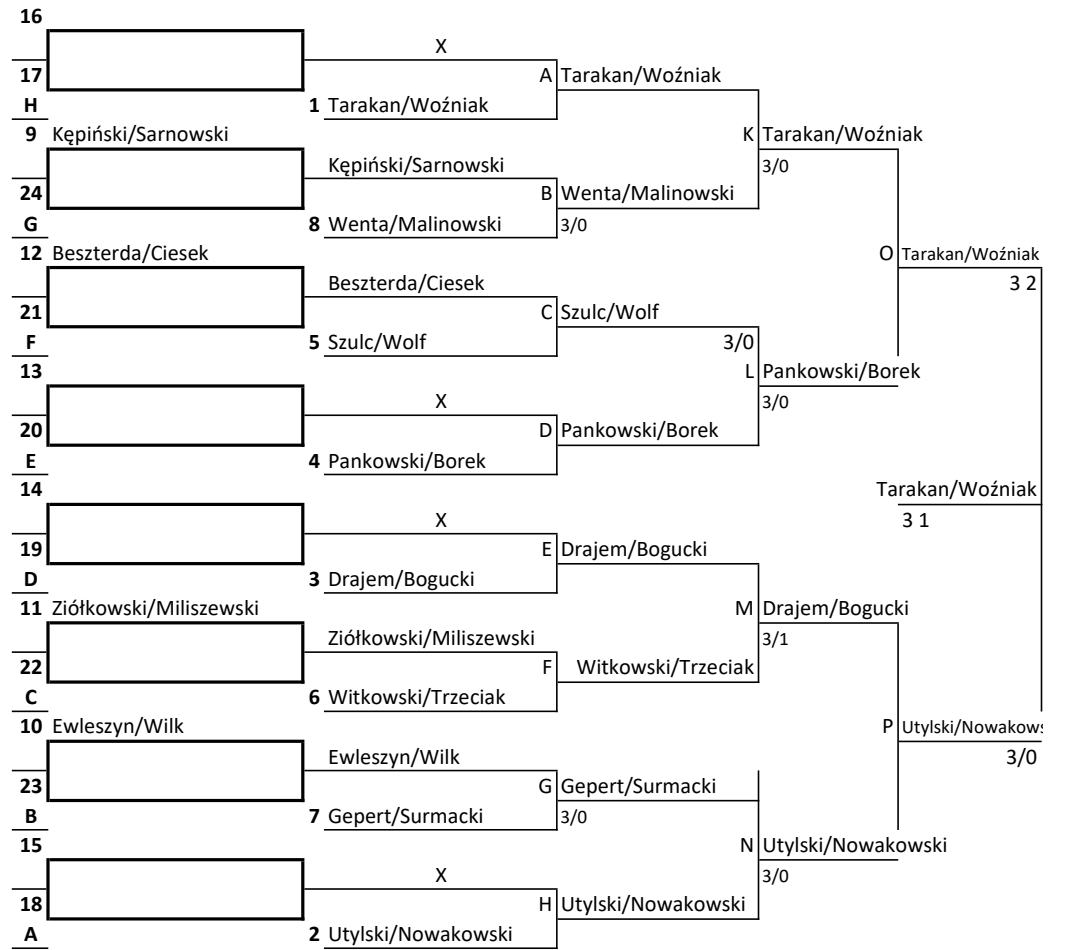 16
X
17
A Tarakan/Woźniak
H
1 Tarakan/Woźniak
9 Kępiński/Sarnowski
K Tarakan/Woźniak
Kępiński/Sarnowski
3/0
24
B Wenta/Malinowski
G
8 Wenta/Malinowski
3/0
12 Beszterda/Ciesek
O Tarakan/Woźniak
Beszterda/Ciesek
3 2
21
C Szulc/Wolf
F
5 Szulc/Wolf
3/0
13
L Pankowski/Borek
X
3/0
20
D Pankowski/Borek
E
4 Pankowski/Borek
14
Tarakan/Woźniak
X
3 1
19
E Drajem/Bogucki
D
3 Drajem/Bogucki
11 Ziółkowski/Miliszewski
M Drajem/Bogucki
Ziółkowski/Miliszewski
3/1
22
F Witkowski/Trzeciak
C
6 Witkowski/Trzeciak
10 Ewleszyn/Wilk
P Utylski/Nowakows
Ewleszyn/Wilk
3/0
23
G Gepert/Surmacki
B
7 Gepert/Surmacki
3/0
15
N Utylski/Nowakowski
X
3/0
18
H Utylski/Nowakowski
A
2 Utylski/Nowakowski